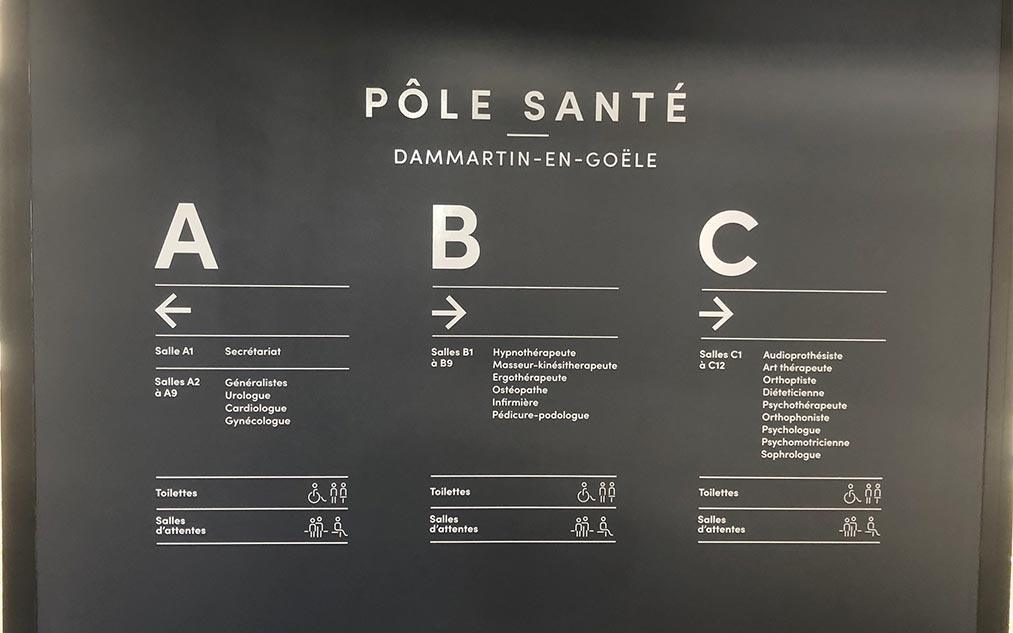 PÔLE SANTÉ
DAMMARTIN-EN-GOËLE
A
Salle A1
Secrétariat
Salles A2
à A9
Généralistes
Urologue
Cardiologue
Gynécologue
Toilettes
Salles
d'attentes
B
Salles B1
à B9
Hypnothérapeute
Masseur-kinésitherapeute
Ergothérapeute
Ostéopathe
Infirmière
Pédicure-podologue
Toilettes
Salles
d'attentes
C
Salles C1
à C12
Audioprothésiste
Art thérapeute
Orthoptiste
Diéteticienne
Psychothérapeute
Orthophoniste
Psychologue
Psychomotricienne
Sophrologue
Toilettes
Salles
d'attentes